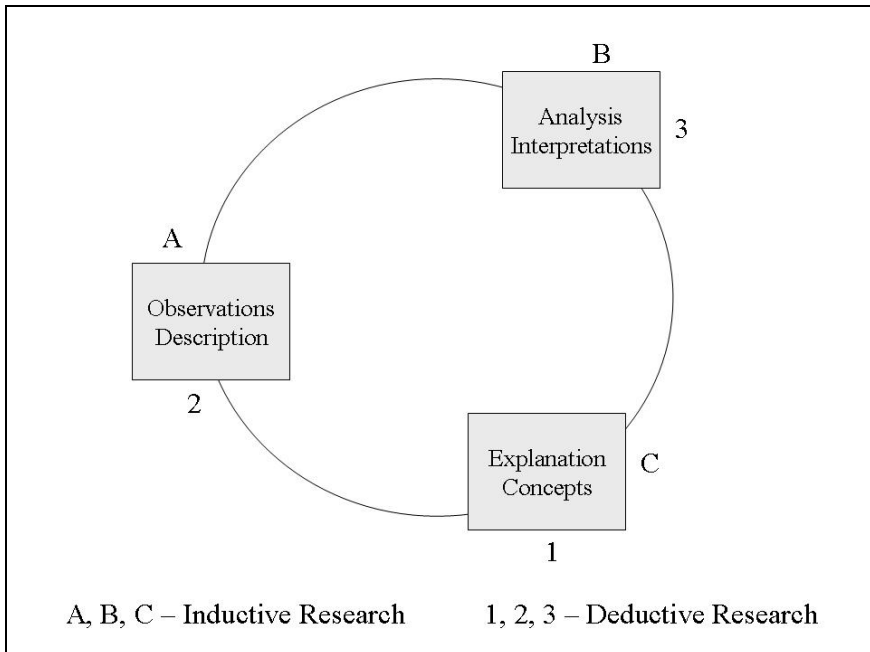 B
Analysis
Interpretations
3
A
Observations
Description
2
Explanation
Concepts
C
1
A, B, C – Inductive Research
1, 2, 3 – Deductive Research